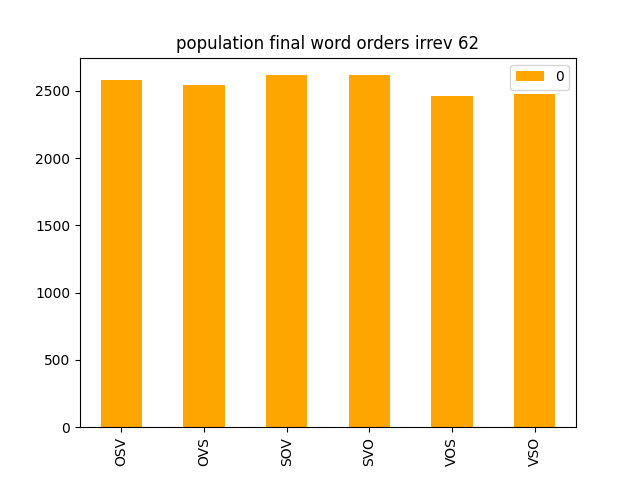 population final word orders irrev 62
0
2500
2000
1500
1000
500
0
OSV
OVS
SOV
SVO
VOS
VSO